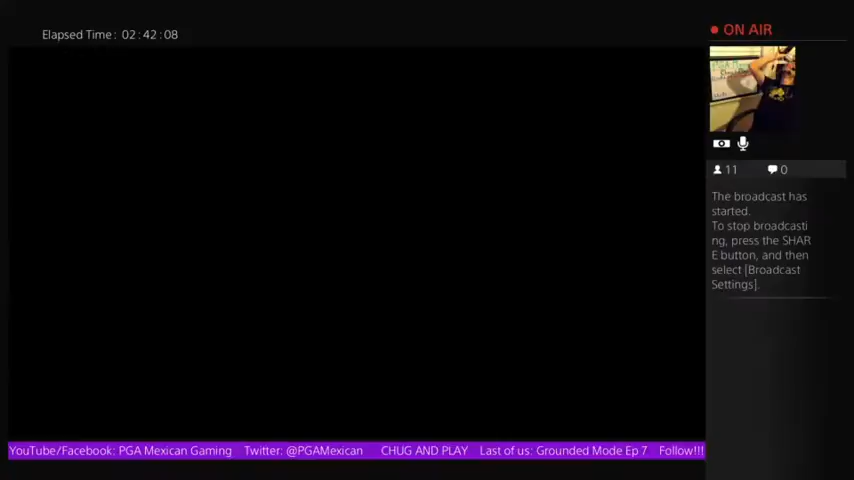 Elapsed Time: 02:42:08
ON AIR
11 0
The broadcast has
started.
To stop broadcasti
ng, press the SHAR
E button, and then
select [Broadcast
Settings].
YouTube/Facebook: PGA Mexican Gaming Twitter: @PGAMexican CHUG AND PLAY Last of us: Grounded Mode Ep 7 Follow!!!